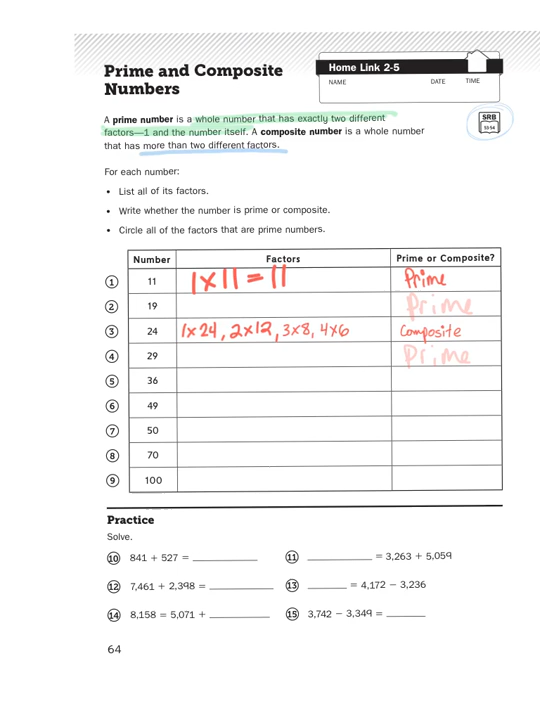 Prime and Composite
Numbers
Home Link 2-5
NAME DATE TIME
A prime number is a whole number that has exactly two different
factors—1 and the number itself. A composite number is a whole number
that has more than two different factors.
SRB
53-54
For each number:
• List all of its factors.
• Write whether the number is prime or composite.
• Circle all of the factors that are prime numbers.
Number Factors Prime or Composite?
① 11 1x11=11 Prime
② 19 Prime
③ 24 1x24, 2x12, 3x8, 4x6 Composite
④ 29 Prime
⑤ 36
⑥ 49
⑦ 50
⑧ 70
⑨ 100
Practice
Solve.
⑩ 841 + 527 = ________ ⑪ ________ = 3,263 + 5,059
⑫ 7,461 + 2,398 = ________ ⑬ ______ = 4,172 − 3,236
⑭ 8,158 = 5,071 + ________ ⑮ 3,742 − 3,349 = ______
64